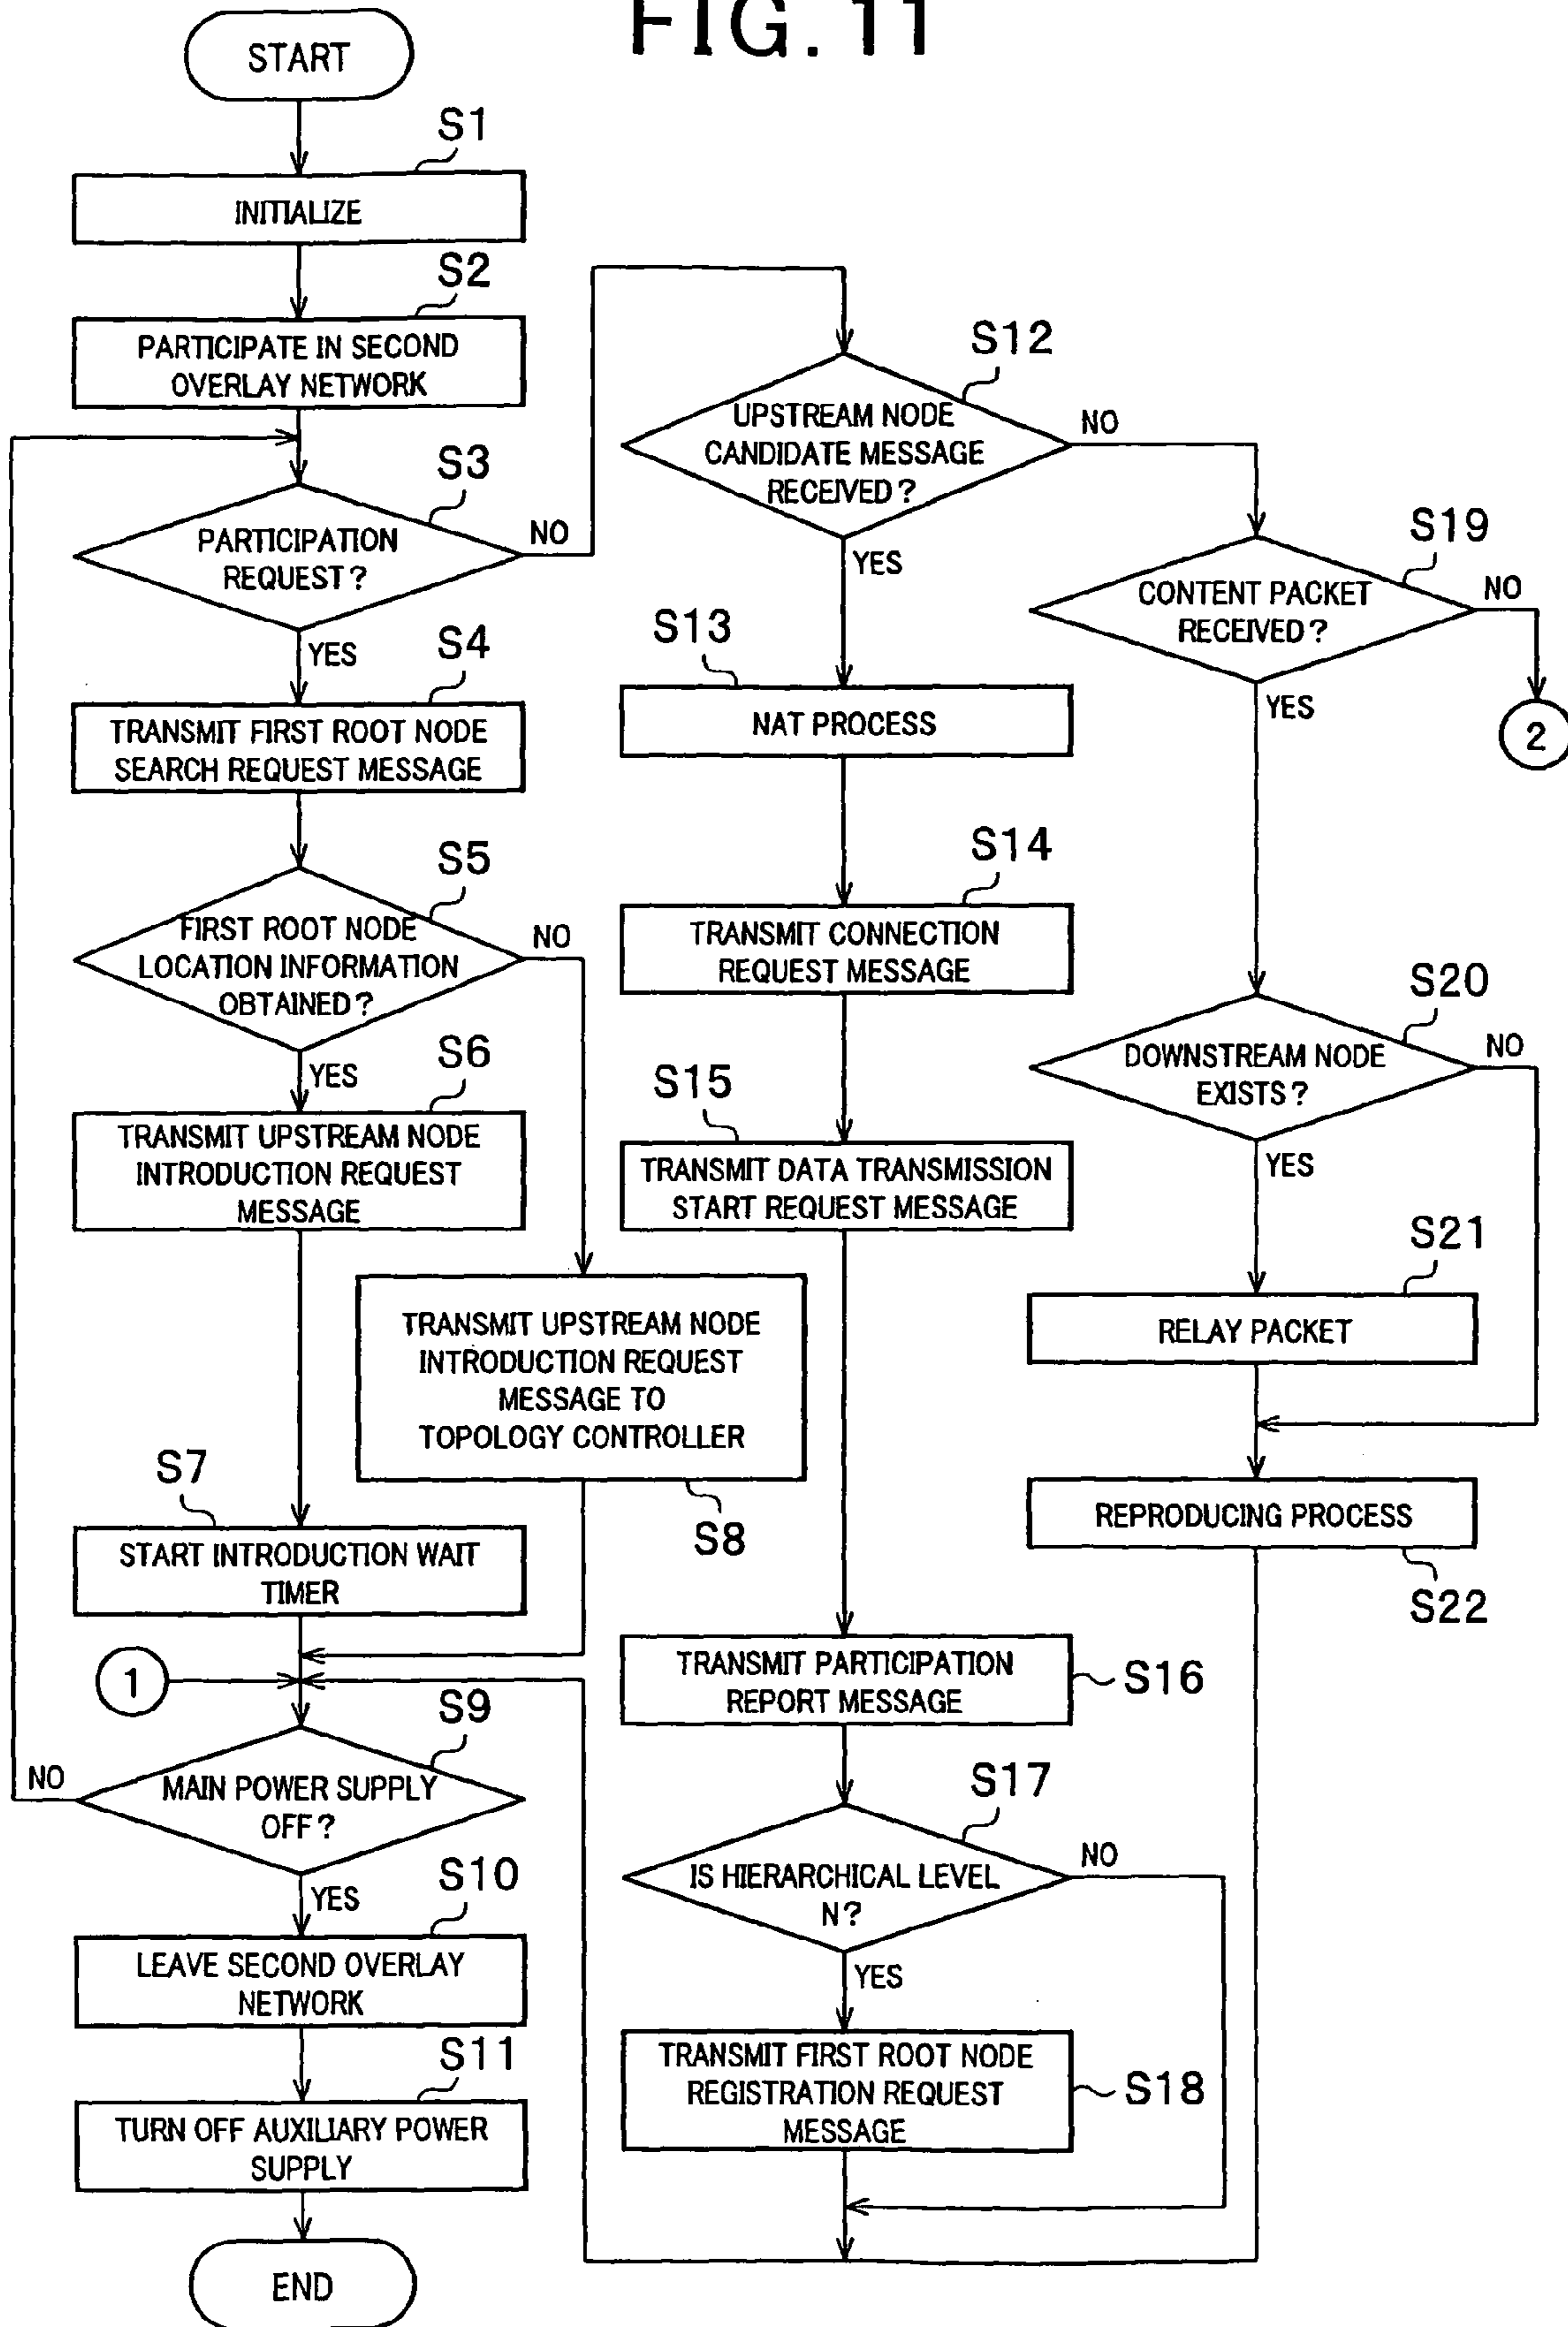 FIG. 11
START
S1
INITIALIZE
S2
PARTICIPATE IN SECOND
OVERLAY NETWORK
S3
PARTICIPATION
REQUEST?
NO
YES
S4
TRANSMIT FIRST ROOT NODE
SEARCH REQUEST MESSAGE
S5
FIRST ROOT NODE
LOCATION INFORMATION
OBTAINED?
NO
YES
S6
TRANSMIT UPSTREAM NODE
INTRODUCTION REQUEST
MESSAGE
S7
START INTRODUCTION WAIT
TIMER
TRANSMIT UPSTREAM NODE
INTRODUCTION REQUEST
MESSAGE TO
TOPOLOGY CONTROLLER
S8
1
S9
MAIN POWER SUPPLY
OFF?
NO
YES
S10
LEAVE SECOND OVERLAY
NETWORK
S11
TURN OFF AUXILIARY POWER
SUPPLY
END
S12
UPSTREAM NODE
CANDIDATE MESSAGE
RECEIVED?
NO
YES
S13
NAT PROCESS
S14
TRANSMIT CONNECTION
REQUEST MESSAGE
S15
TRANSMIT DATA TRANSMISSION
START REQUEST MESSAGE
TRANSMIT PARTICIPATION
REPORT MESSAGE
S16
S17
IS HIERARCHICAL LEVEL
N?
NO
YES
TRANSMIT FIRST ROOT NODE
REGISTRATION REQUEST
MESSAGE
S18
S19
CONTENT PACKET
RECEIVED?
NO
YES
2
S20
DOWNSTREAM NODE
EXISTS?
NO
YES
S21
RELAY PACKET
REPRODUCING PROCESS
S22